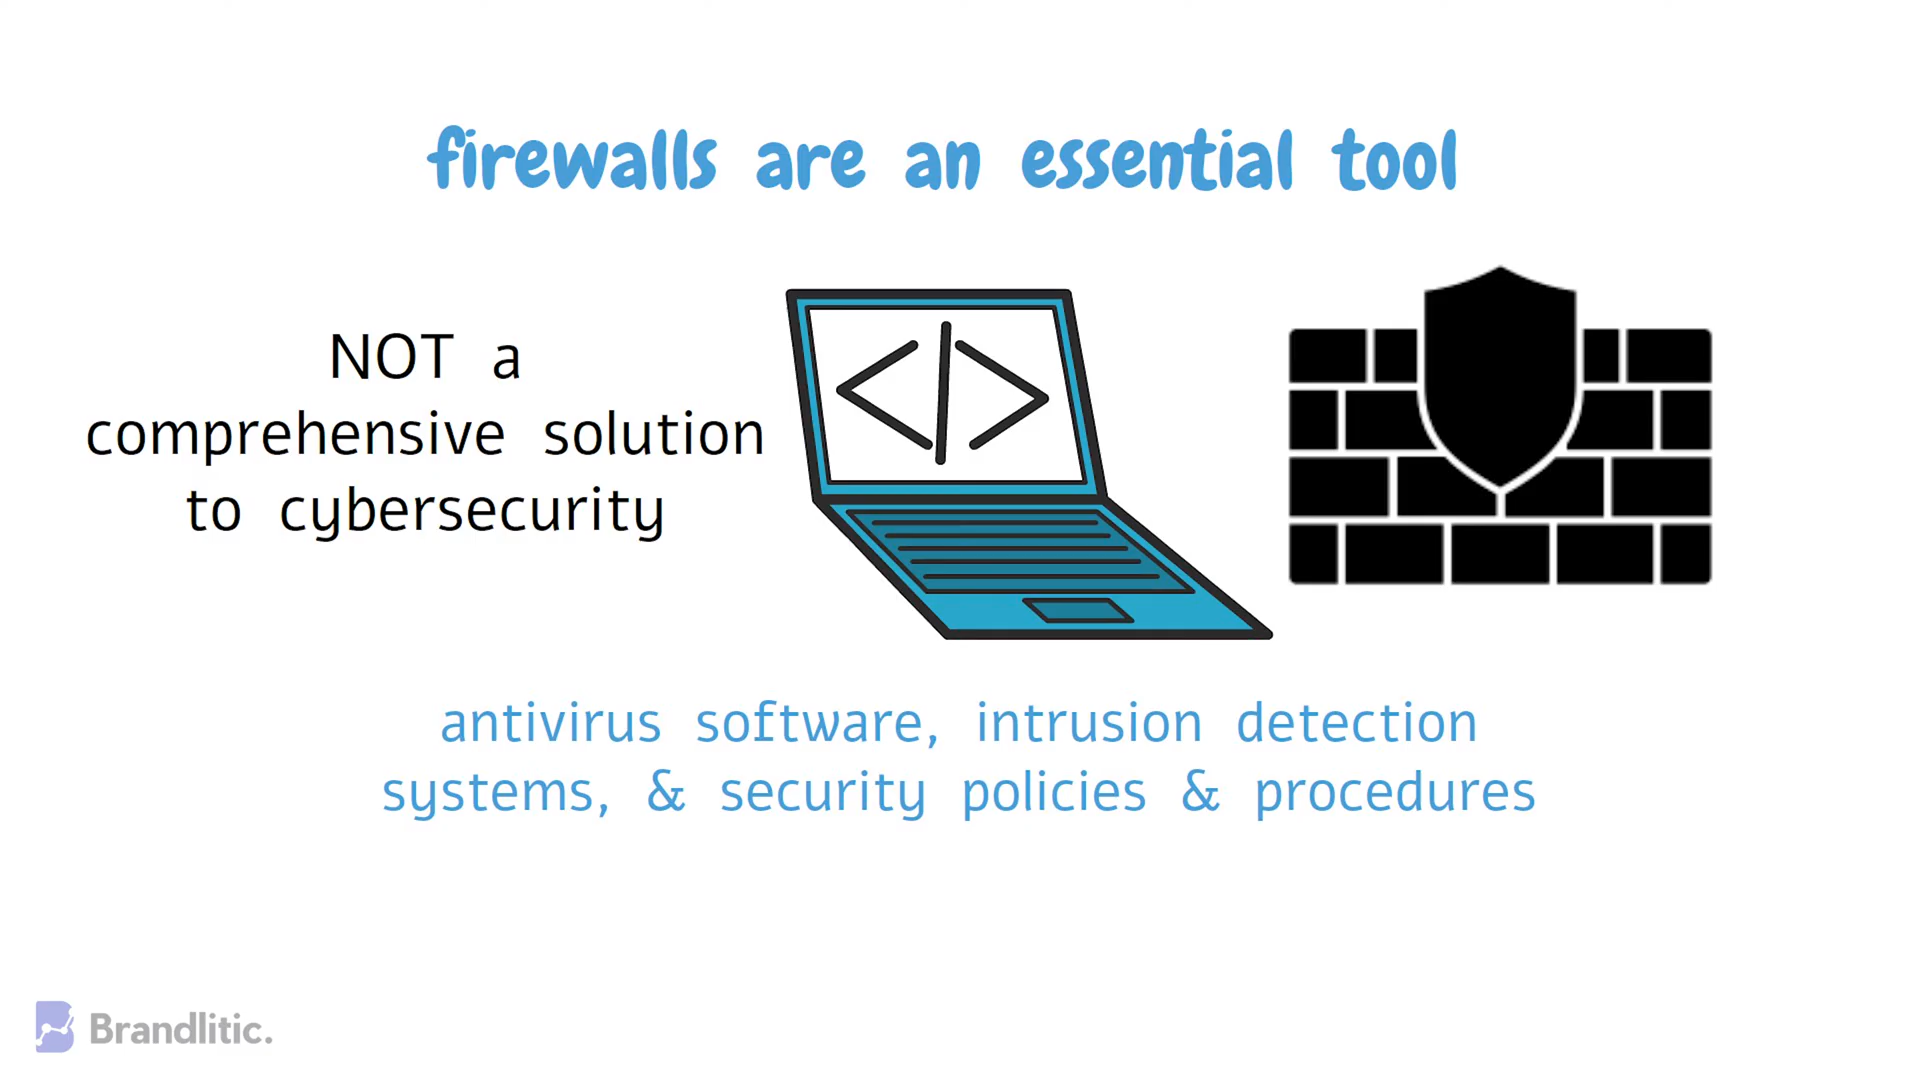 firewalls are an essential tool
NOT a
comprehensive solution
to cybersecurity
</>
antivirus software, intrusion detection
systems, & security policies & procedures
Brandlitic.